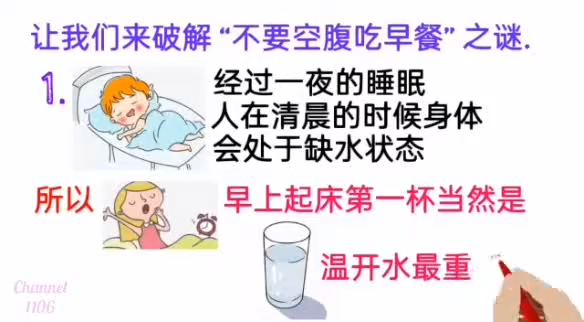 让我们来破解“不要空腹吃早餐”之谜.
1.
经过一夜的睡眠
人在清晨的时候身体
会处于缺水状态
所以 早上起床第一杯当然是
温开水最重
Channel
1106